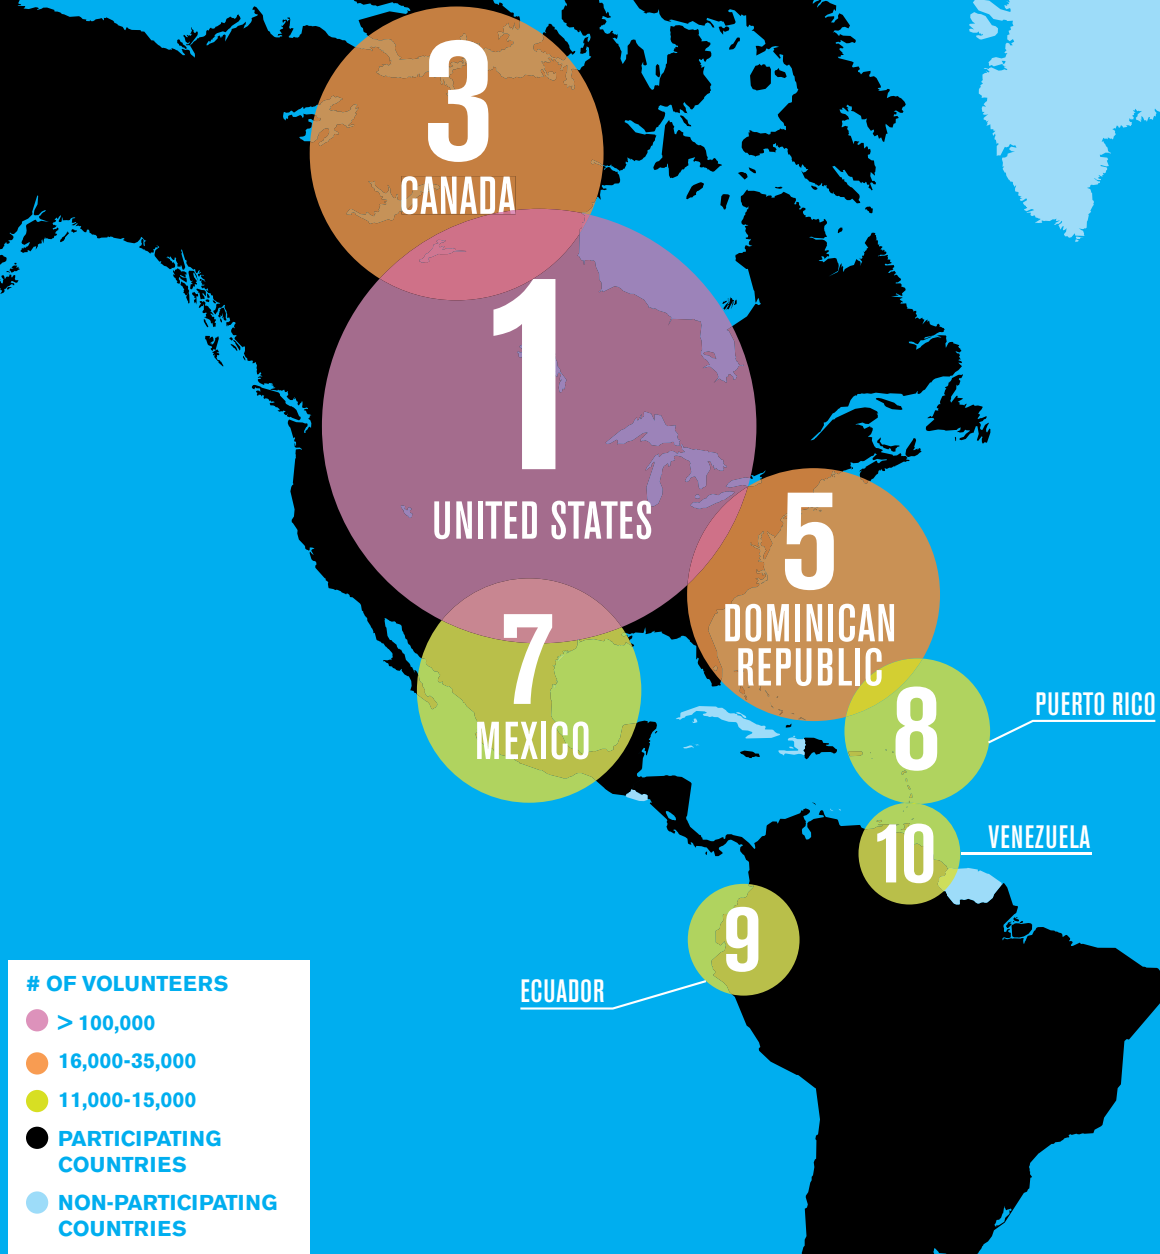 3
CANADA
1
UNITED STATES
5
DOMINICAN
REPUBLIC
7
MEXICO
8
PUERTO RICO
10
VENEZUELA
9
ECUADOR
# OF VOLUNTEERS
> 100,000
16,000-35,000
11,000-15,000
PARTICIPATING
COUNTRIES
NON-PARTICIPATING
COUNTRIES